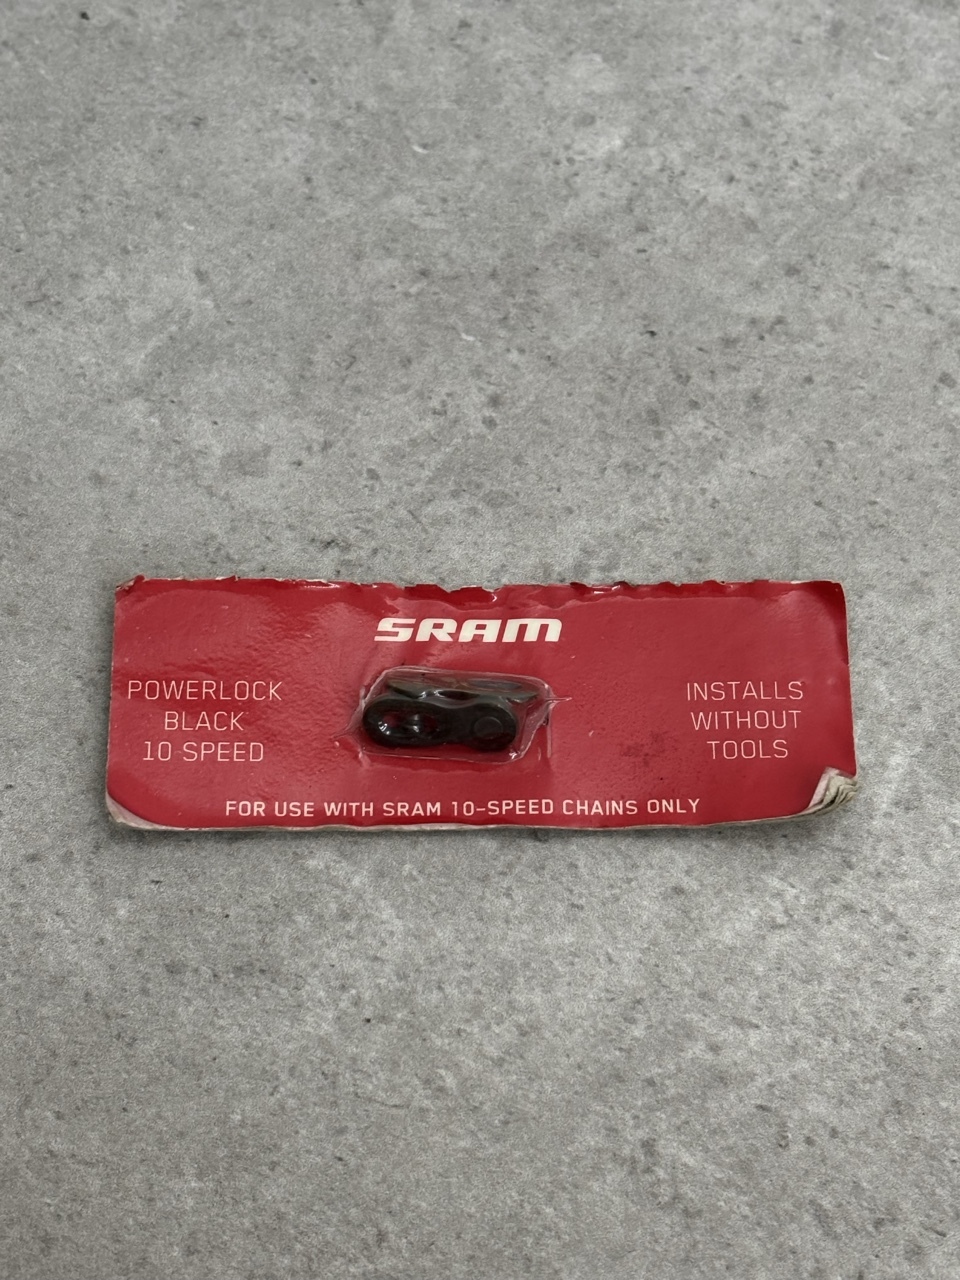 SRAM
POWERLOCK
BLACK
10 SPEED
INSTALLS
WITHOUT
TOOLS
FOR USE WITH SRAM 10-SPEED CHAINS ONLY